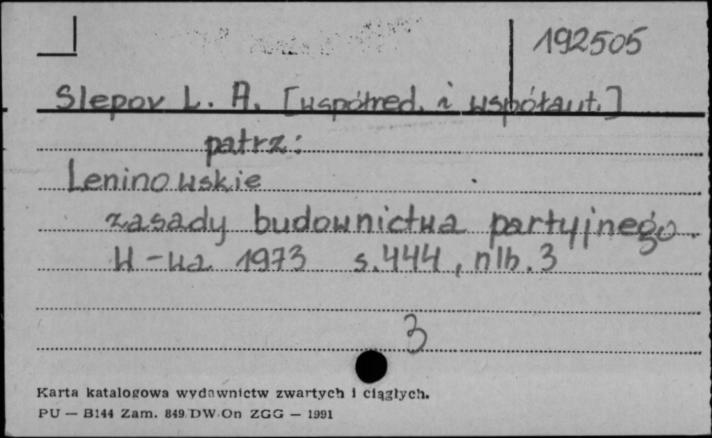 192505
Slepov L. A. [współred. i współaut.]
patrz:
Leninowskie
zasady budownictwa partyjnego.
W-wa 1973 s.444, nlb.3
3
Karta katalogowa wydawnictw zwartych i ciągłych.
PU — B144 Zam. 849/DW/On ZGG — 1991